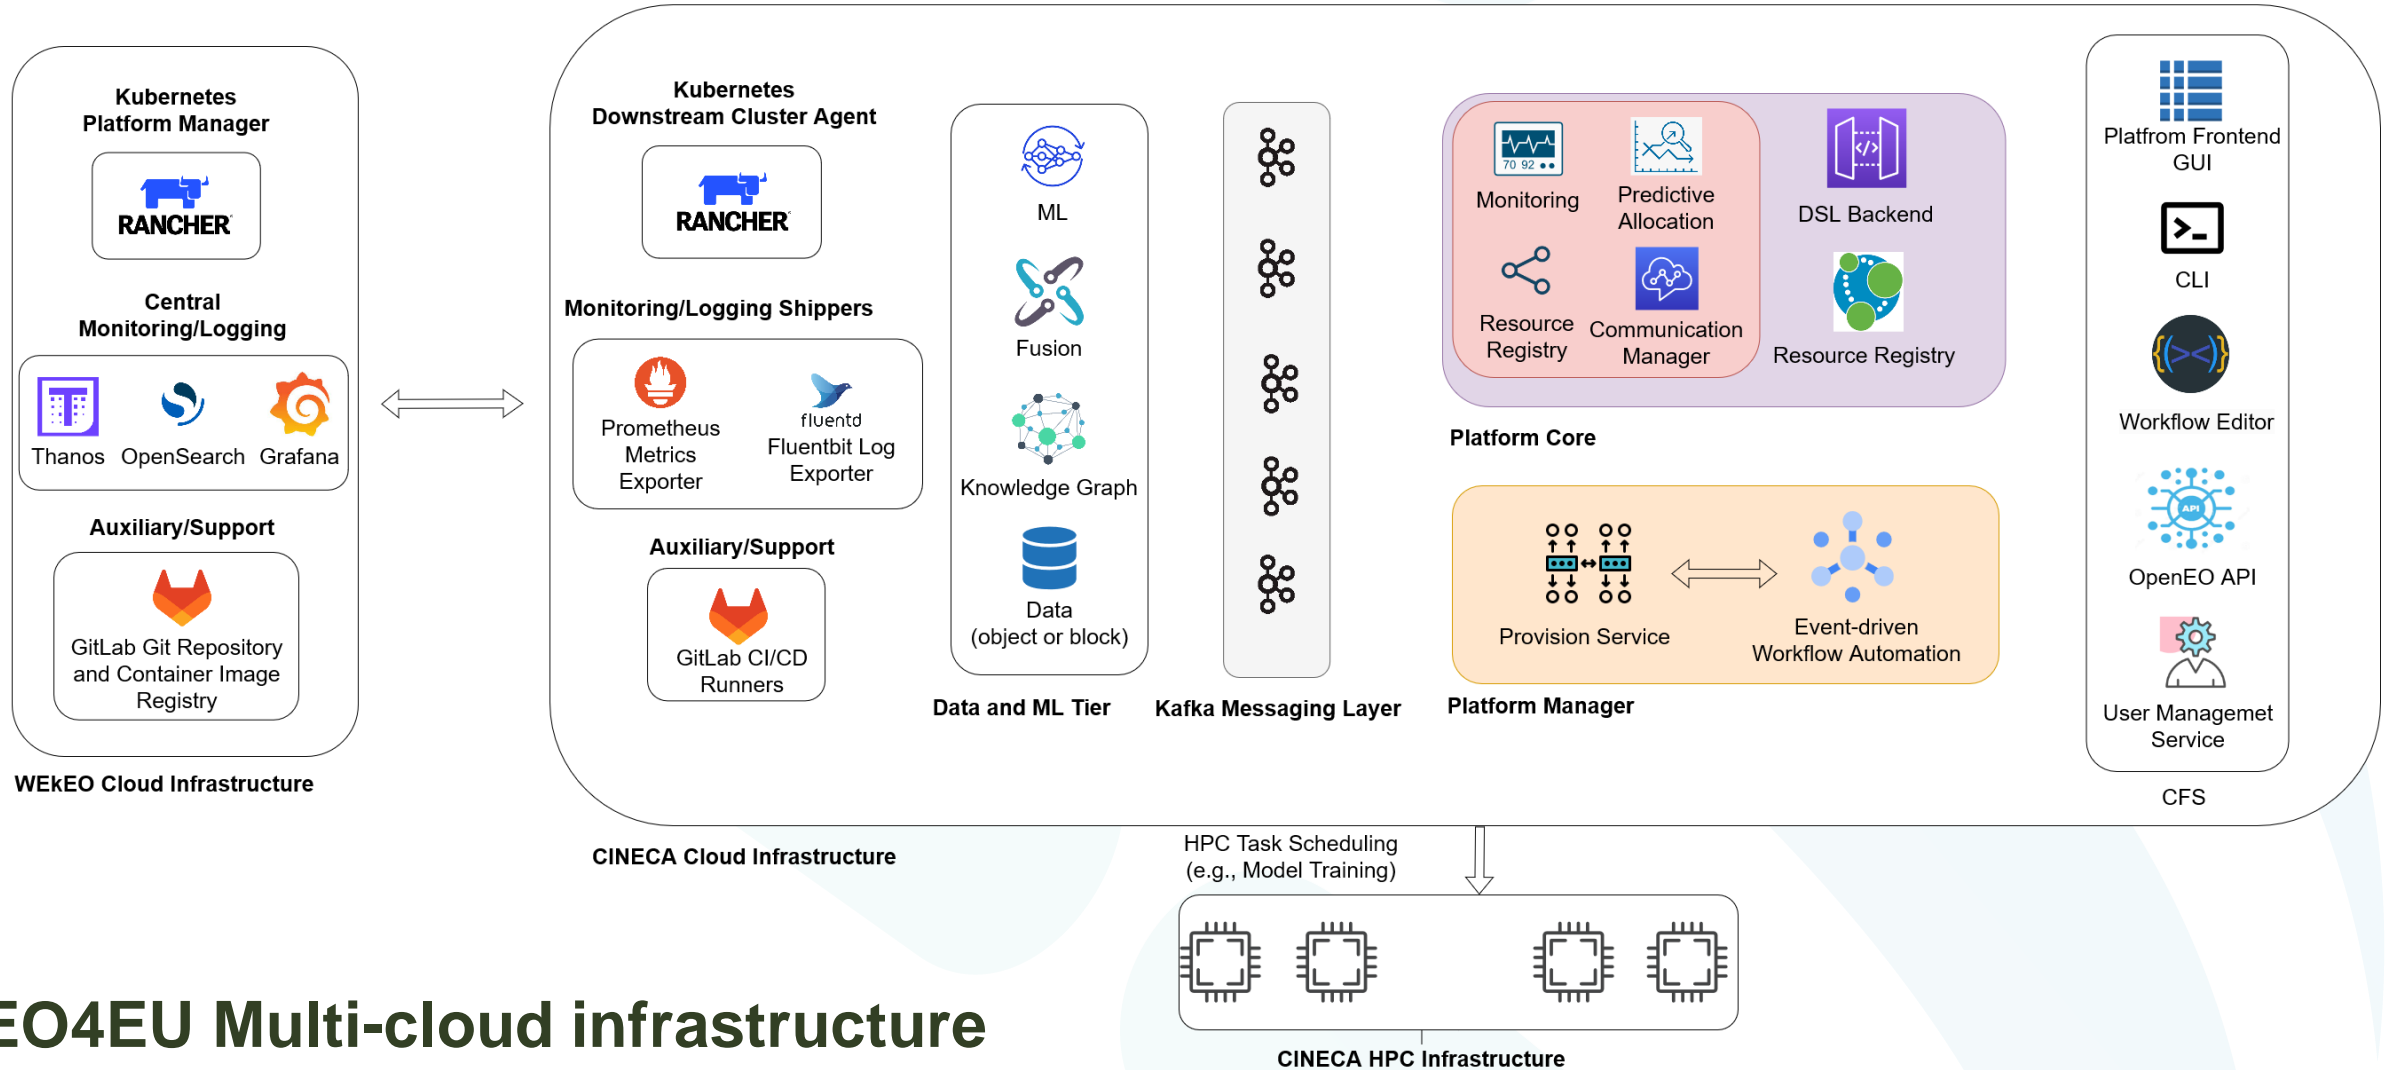 Kubernetes
Platform Manager
RANCHER
Central
Monitoring/Logging
Thanos
OpenSearch
Grafana
Auxiliary/Support
GitLab Git Repository
and Container Image
Registry
WEkEO Cloud Infrastructure
Kubernetes
Downstream Cluster Agent
RANCHER
Monitoring/Logging Shippers
Prometheus
Metrics
Exporter
fluentd
Fluentbit Log
Exporter
Auxiliary/Support
GitLab CI/CD
Runners
ML
Fusion
Knowledge Graph
Data
(object or block)
Data and ML Tier
Kafka Messaging Layer
70 92
Monitoring
Predictive
Allocation
Resource
Registry
Communication
Manager
</>
DSL Backend
Resource Registry
Platform Core
Provision Service
Event-driven
Workflow Automation
Platform Manager
Platfrom Frontend
GUI
>_
CLI
{(><)}
Workflow Editor
API
OpenEO API
User Managemet
Service
CFS
CINECA Cloud Infrastructure
HPC Task Scheduling
(e.g., Model Training)
CINECA HPC Infrastructure
EO4EU Multi-cloud infrastructure